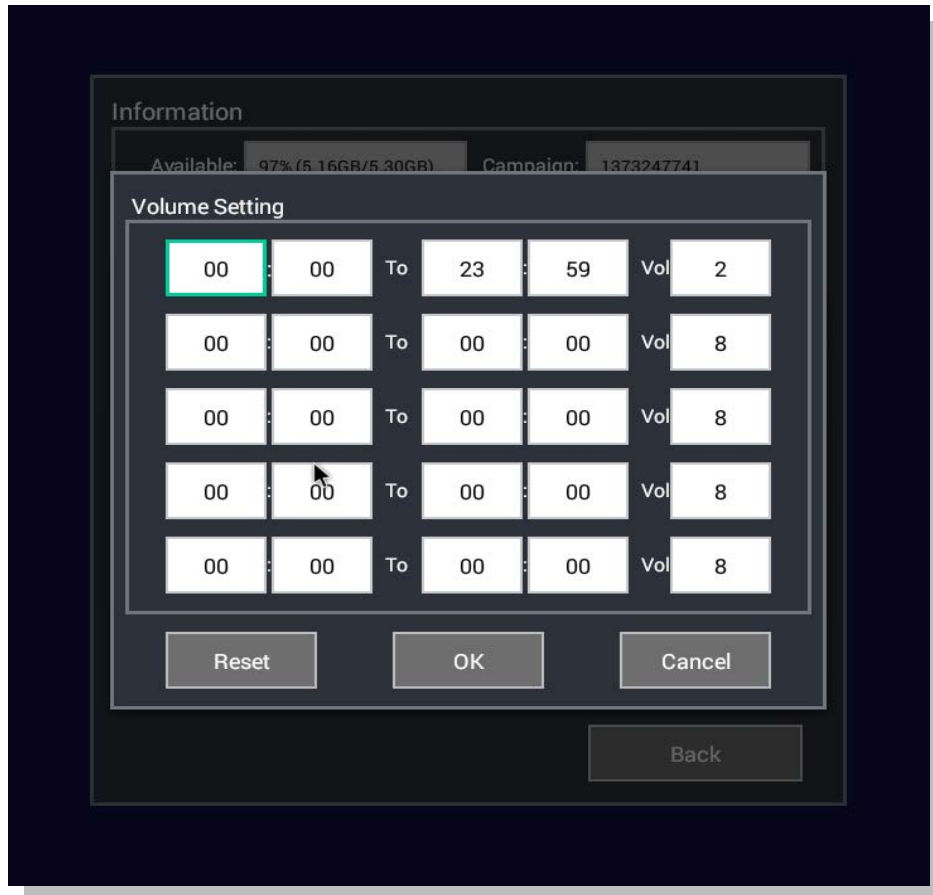 Information
Available: 97% (5.16GB/5.30GB) Campaign: 1373247741
Volume Setting
00 : 00 To 23 : 59 Vol 2
00 : 00 To 00 : 00 Vol 8
00 : 00 To 00 : 00 Vol 8
00 : 00 To 00 : 00 Vol 8
00 : 00 To 00 : 00 Vol 8
Reset OK Cancel
Back